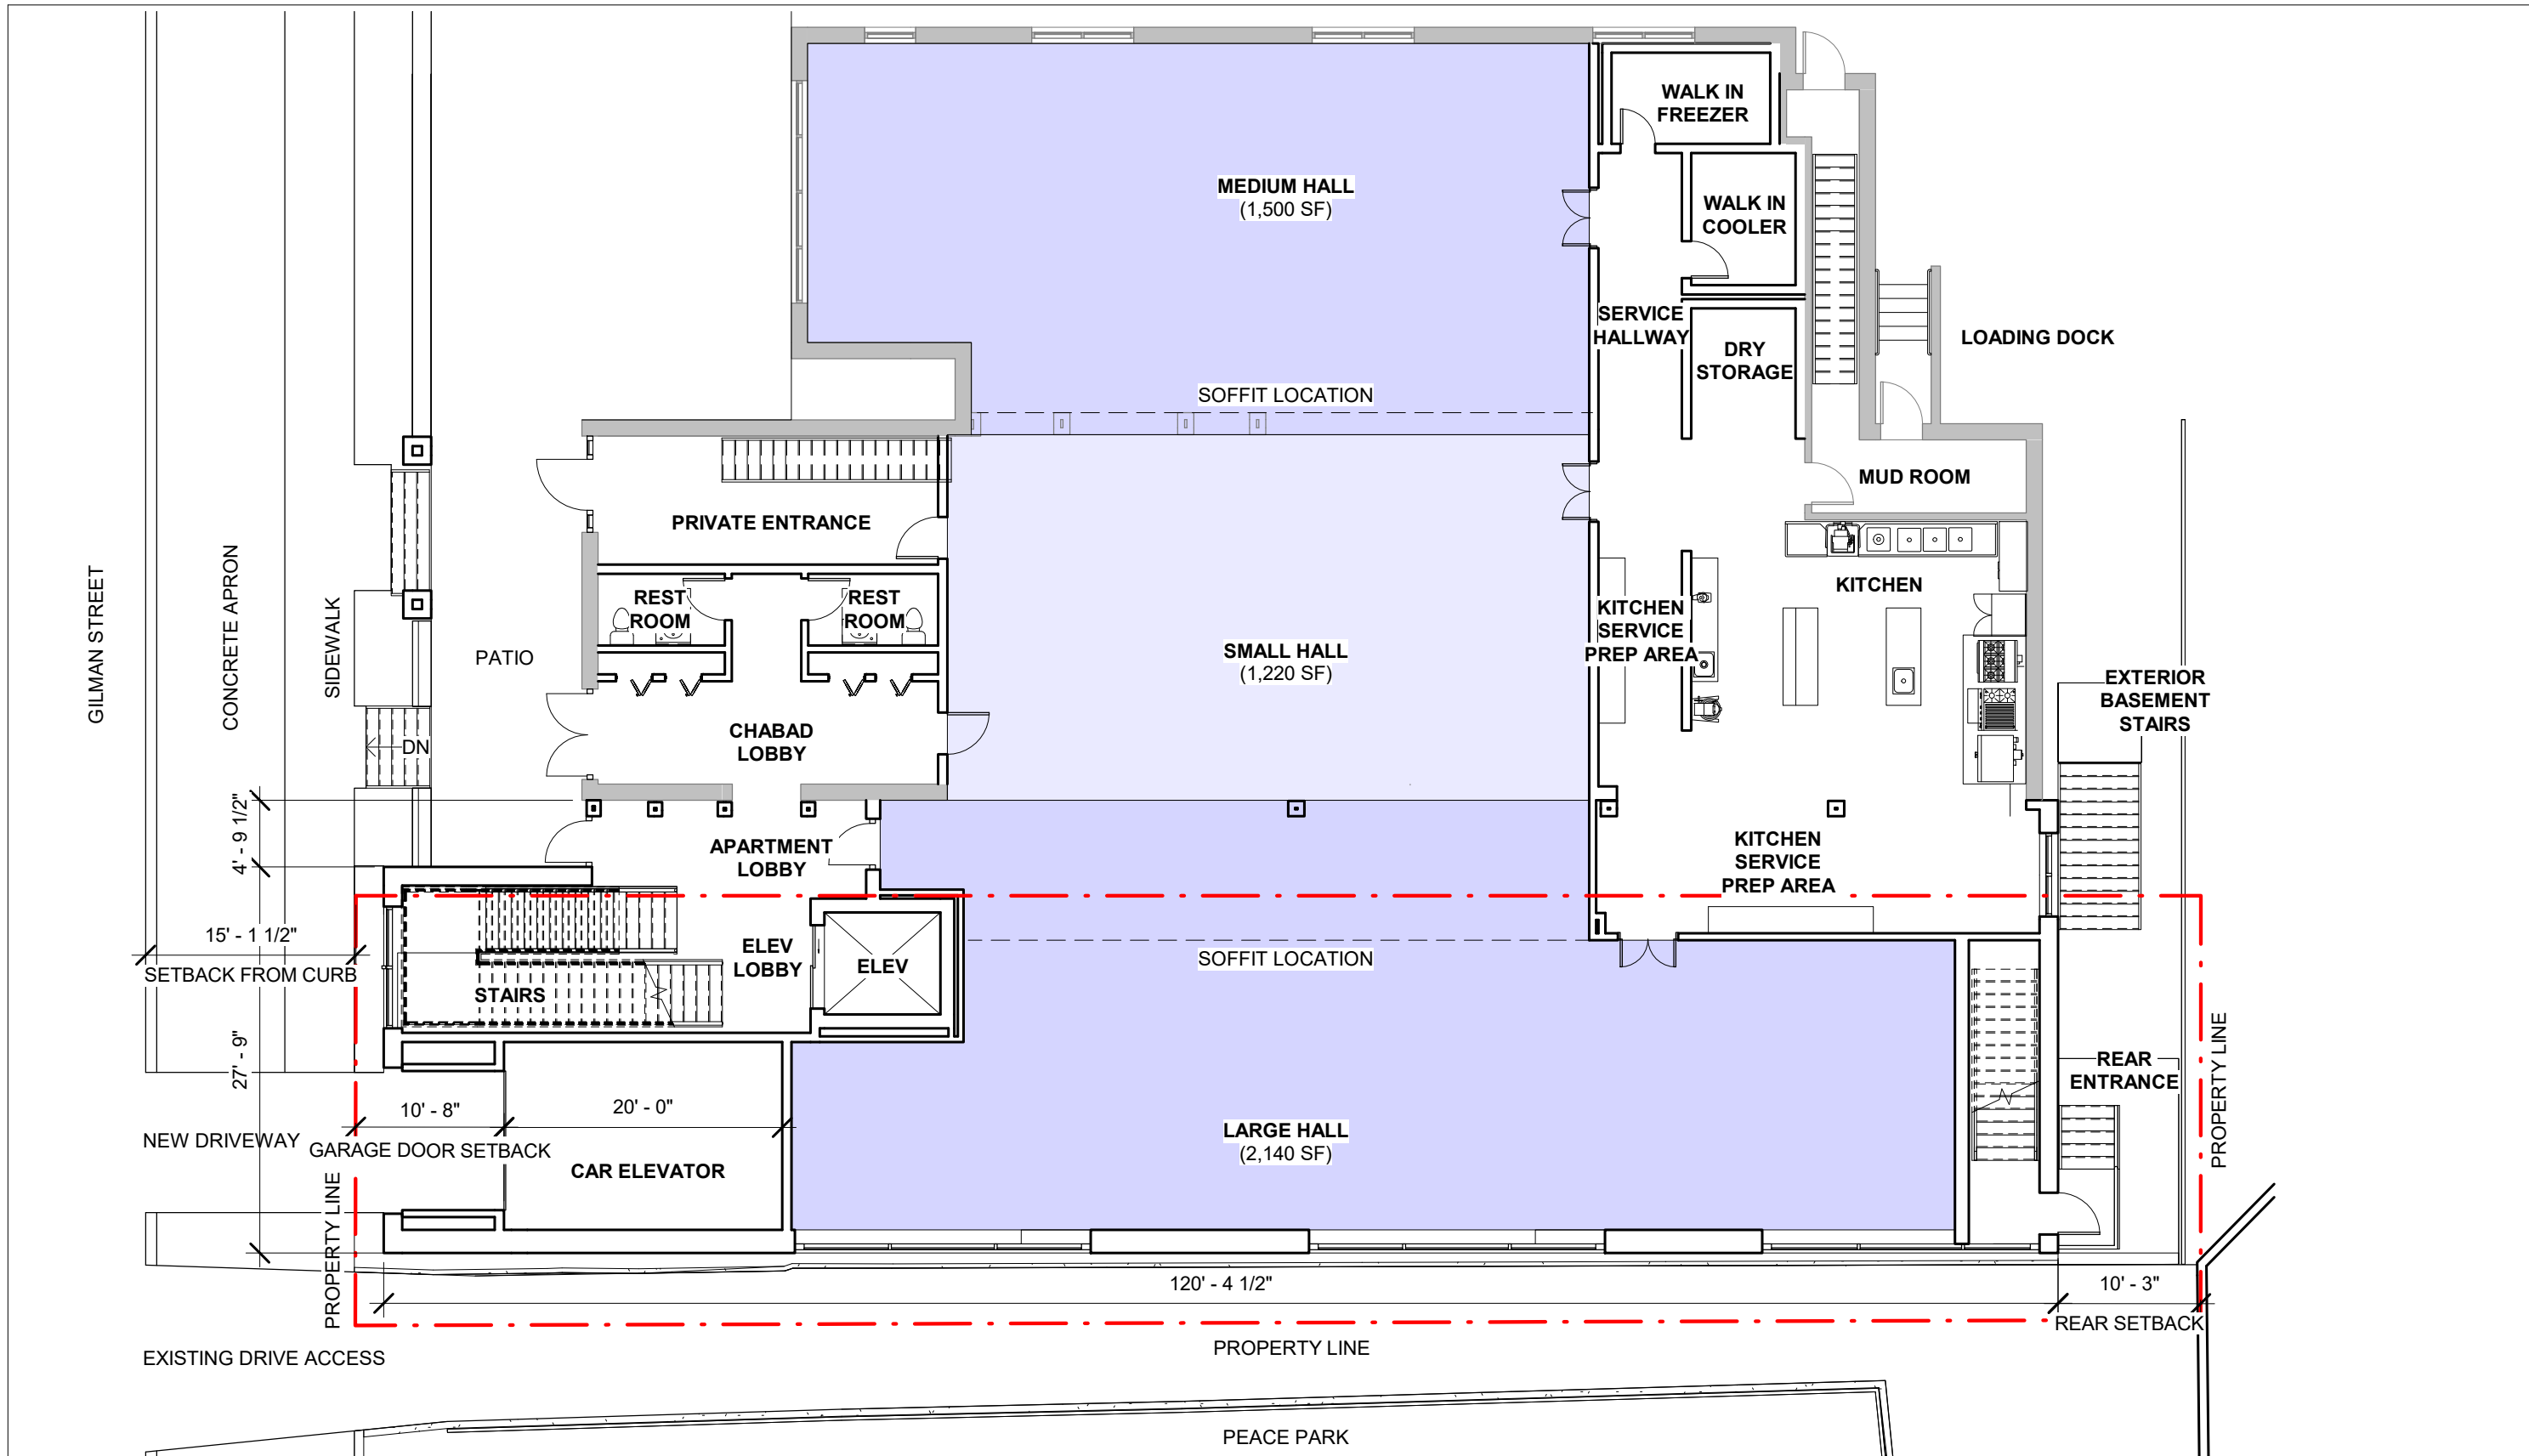 WALK IN
FREEZER
MEDIUM HALL
(1,500 SF)
WALK IN
COOLER
SERVICE
HALLWAY
LOADING DOCK
DRY
STORAGE
SOFFIT LOCATION
MUD ROOM
PRIVATE ENTRANCE
GILMAN STREET
CONCRETE APRON
SIDEWALK
PATIO
REST
ROOM
REST
ROOM
KITCHEN
KITCHEN
SERVICE
PREP AREA
SMALL HALL
(1,220 SF)
EXTERIOR
BASEMENT
STAIRS
DN
CHABAD
LOBBY
4' - 9 1/2"
APARTMENT
LOBBY
KITCHEN
SERVICE
PREP AREA
15' - 1 1/2"
SETBACK FROM CURB
ELEV
LOBBY
ELEV
SOFFIT LOCATION
STAIRS
27' - 9"
PROPERTY LINE
REAR
ENTRANCE
10' - 8"
20' - 0"
NEW DRIVEWAY
GARAGE DOOR SETBACK
LARGE HALL
(2,140 SF)
CAR ELEVATOR
PROPERTY LINE
120' - 4 1/2"
10' - 3"
REAR SETBACK
PROPERTY LINE
EXISTING DRIVE ACCESS
PEACE PARK